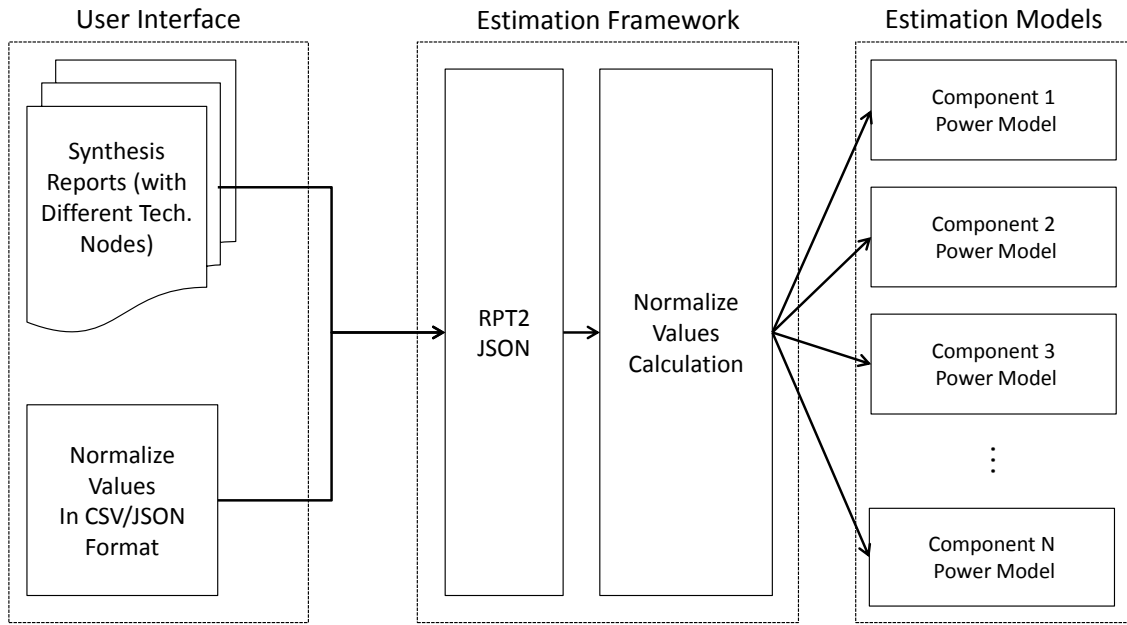 User Interface
Estimation Framework
Estimation Models
Synthesis
Reports (with
Different Tech.
Nodes)
Normalize
Values
In CSV/JSON
Format
RPT2
JSON
Normalize
Values
Calculation
Component 1
Power Model
Component 2
Power Model
Component 3
Power Model
...
Component N
Power Model